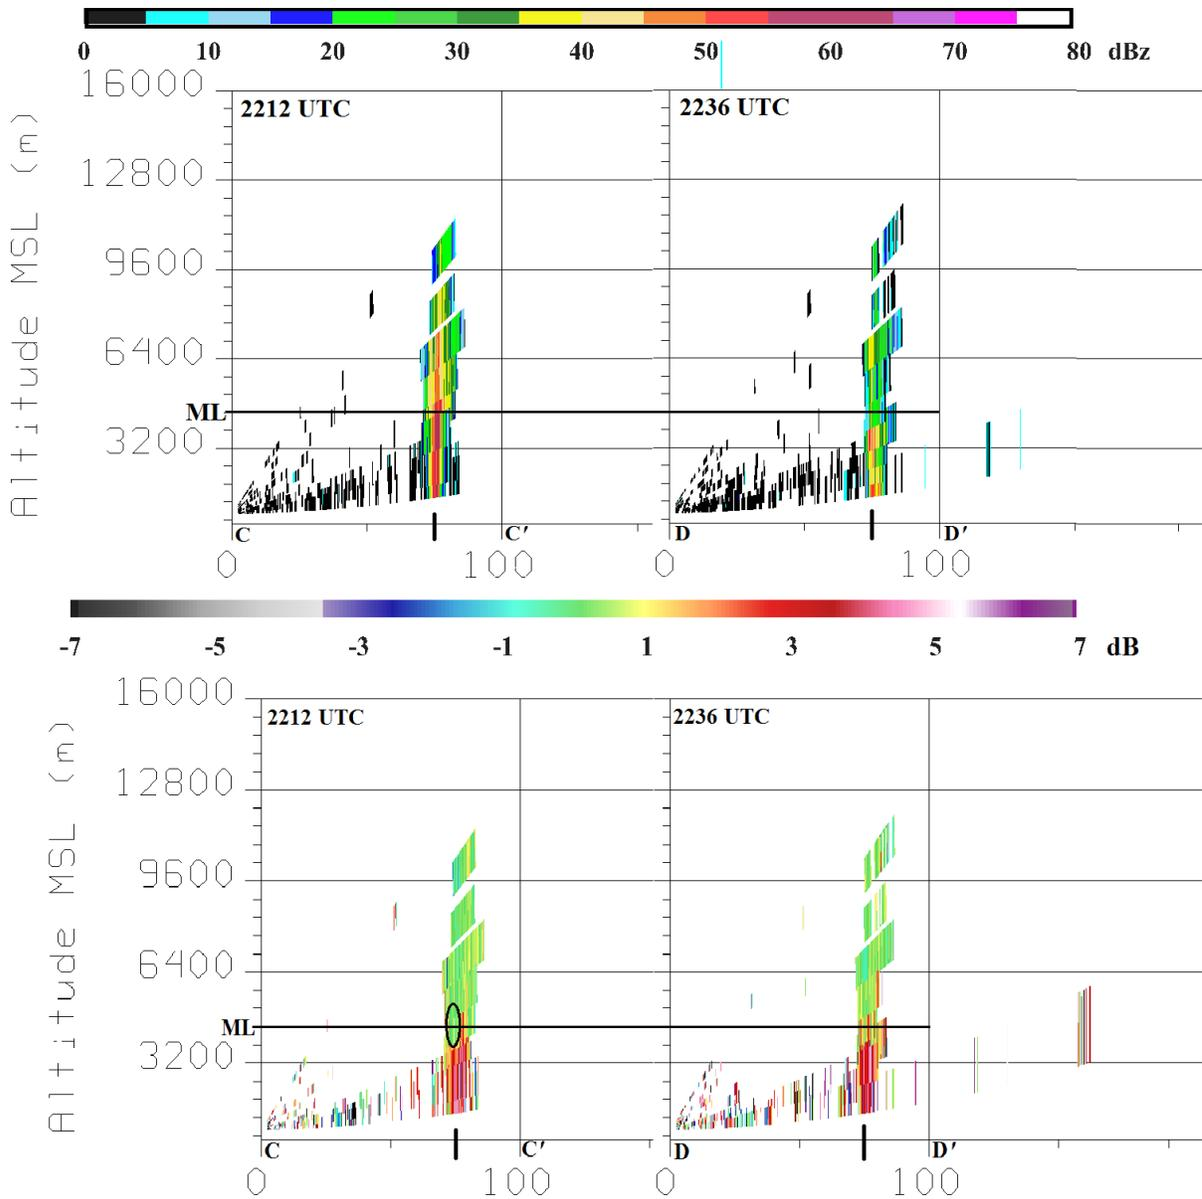 0 10 20 30 40 50 60 70 80 dBz
16000
2212 UTC 2236 UTC
12800
9600
6400
ML
3200
C C′ D D′
0 100 0 100
Altitude MSL (m)
-7 -5 -3 -1 1 3 5 7 dB
16000
2212 UTC 2236 UTC
12800
9600
6400
ML
3200
C C′ D D′
0 100 0 100
Altitude MSL (m)